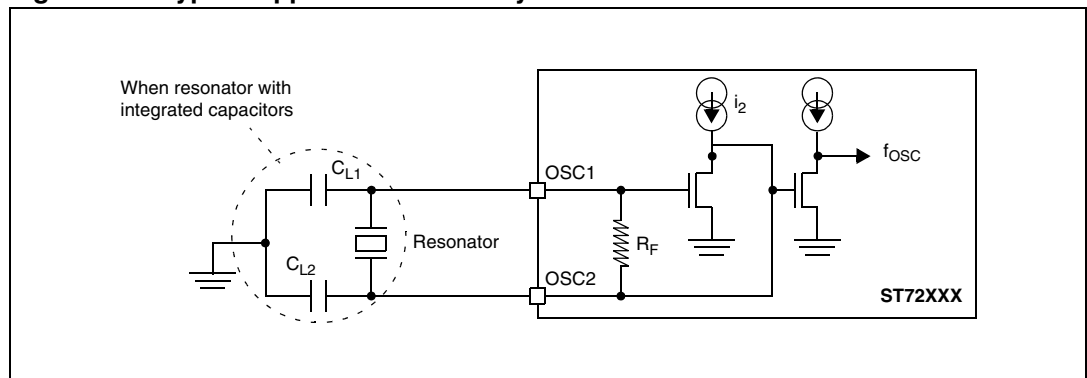 When resonator with
integrated capacitors
i2
fOSC
CL1
OSC1
Resonator
RF
CL2
OSC2
ST72XXX